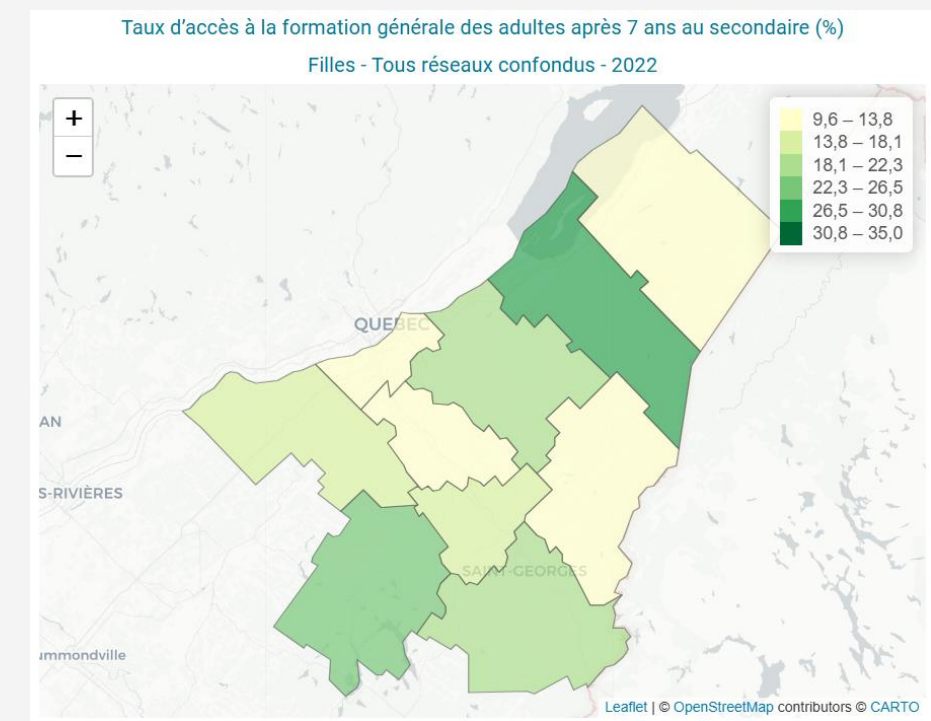 Taux d’accès à la formation générale des adultes après 7 ans au secondaire (%)
Filles - Tous réseaux confondus - 2022
+
−
9,6 – 13,8
13,8 – 18,1
18,1 – 22,3
22,3 – 26,5
26,5 – 30,8
30,8 – 35,0
QUEBEC
AN
S-RIVIÈRES
SAINT-GEORGES
ummondville
Leaflet | © OpenStreetMap contributors © CARTO